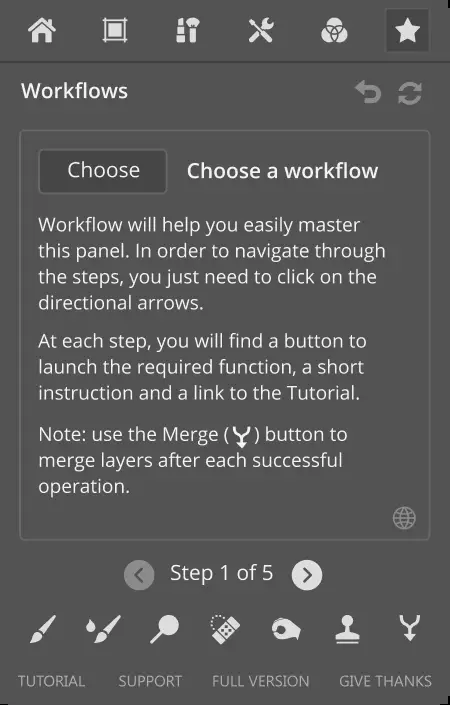 Workflows
Choose Choose a workflow
Workflow will help you easily master
this panel. In order to navigate through
the steps, you just need to click on the
directional arrows.
At each step, you will find a button to
launch the required function, a short
instruction and a link to the Tutorial.
Note: use the Merge ( ) button to
merge layers after each successful
operation.
Step 1 of 5
TUTORIAL SUPPORT FULL VERSION GIVE THANKS